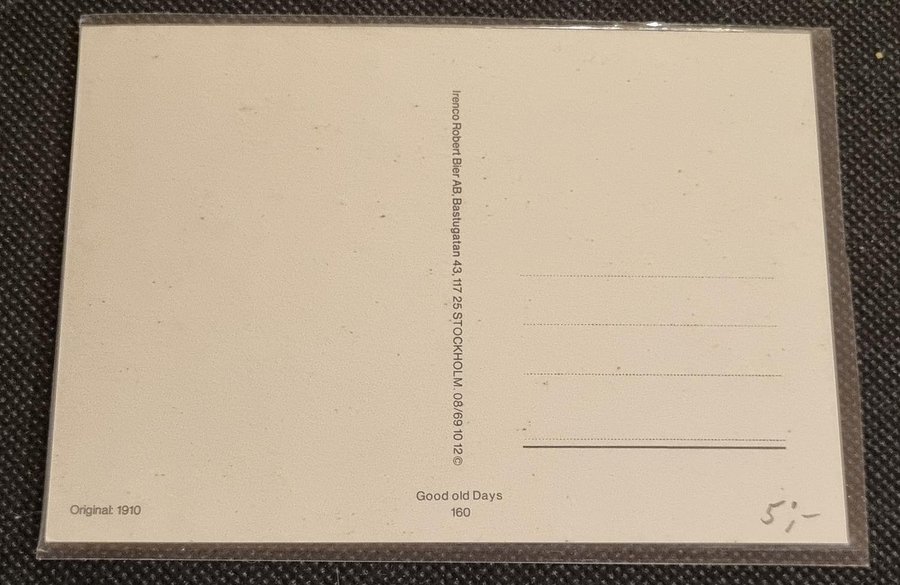 Irenco Robert Bier AB, Bastugatan 43, 117 25 STOCKHOLM. 08/69 10 12 ©
Original: 1910
Good old Days
160
5:-